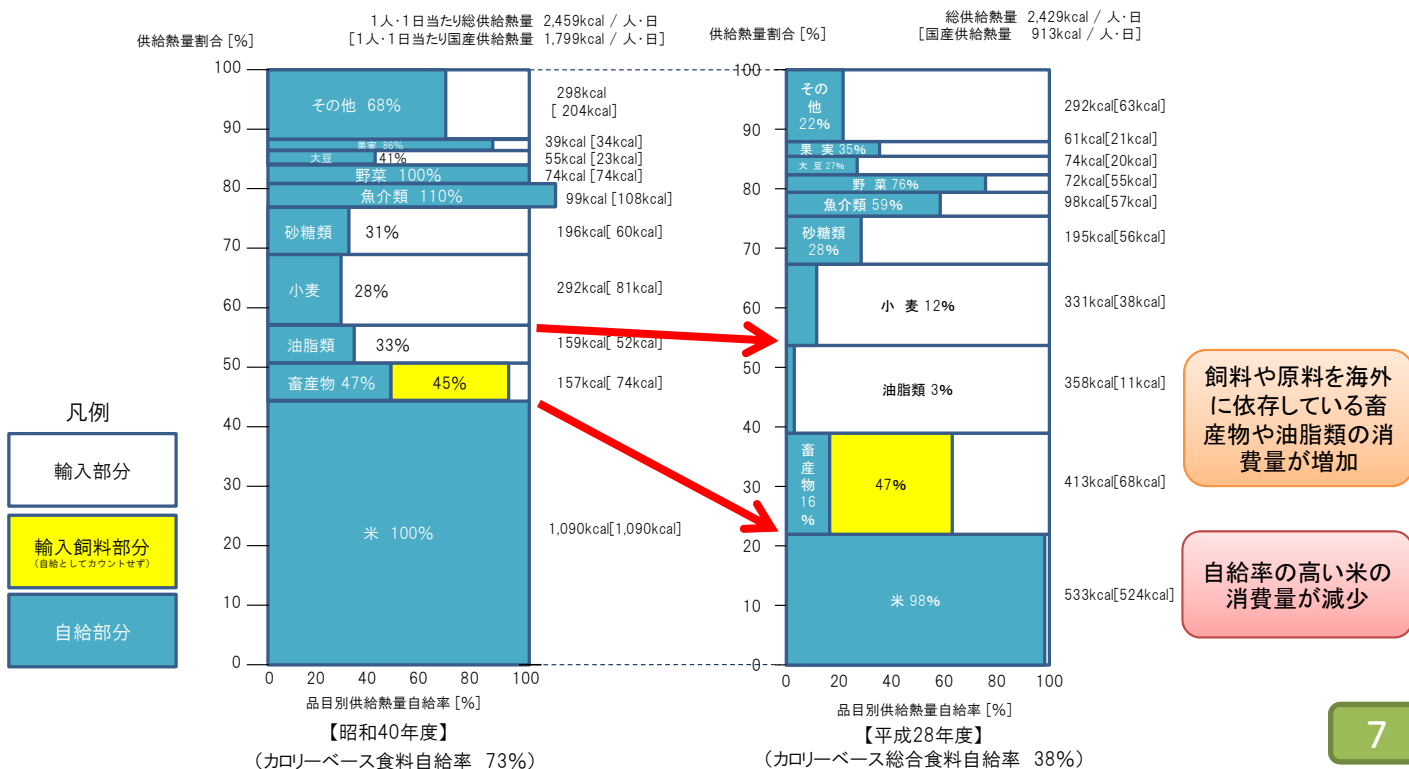 1人・1日当たり総供給熱量 2,459kcal / 人・日
[1人・1日当たり国産供給熱量 1,799kcal / 人・日]
供給熱量割合 [%]
100
90
80
70
60
50
40
30
20
10
0
その他 68%
果実 86%
大豆
41%
野菜 100%
魚介類 110%
砂糖類
31%
小麦
28%
油脂類
33%
畜産物 47%
45%
米 100%
298kcal
[ 204kcal]
39kcal [34kcal]
55kcal [23kcal]
74kcal [74kcal]
99kcal [108kcal]
196kcal[ 60kcal]
292kcal[ 81kcal]
159kcal[ 52kcal]
157kcal[ 74kcal]
1,090kcal[1,090kcal]
0 20 40 60 80 100
品目別供給熱量自給率 [%]
【昭和40年度】
(カロリーベース食料自給率 73%)
凡例
輸入部分
輸入飼料部分
(自給としてカウントせず)
自給部分
総供給熱量 2,429kcal / 人・日
[国産供給熱量 913kcal / 人・日]
供給熱量割合 [%]
100
90
80
70
60
50
40
30
20
10
0
その
他
22%
果 実 35%
大 豆 27%
野 菜 76%
魚介類 59%
砂糖類
28%
小 麦 12%
油脂類 3%
畜
産
物
16
%
47%
米 98%
292kcal[63kcal]
61kcal[21kcal]
74kcal[20kcal]
72kcal[55kcal]
98kcal[57kcal]
195kcal[56kcal]
331kcal[38kcal]
358kcal[11kcal]
413kcal[68kcal]
533kcal[524kcal]
0 20 40 60 80 100
品目別供給熱量自給率 [%]
【平成28年度】
(カロリーベース総合食料自給率 38%)
飼料や原料を海外
に依存している畜
産物や油脂類の消
費量が増加
自給率の高い米の
消費量が減少
7